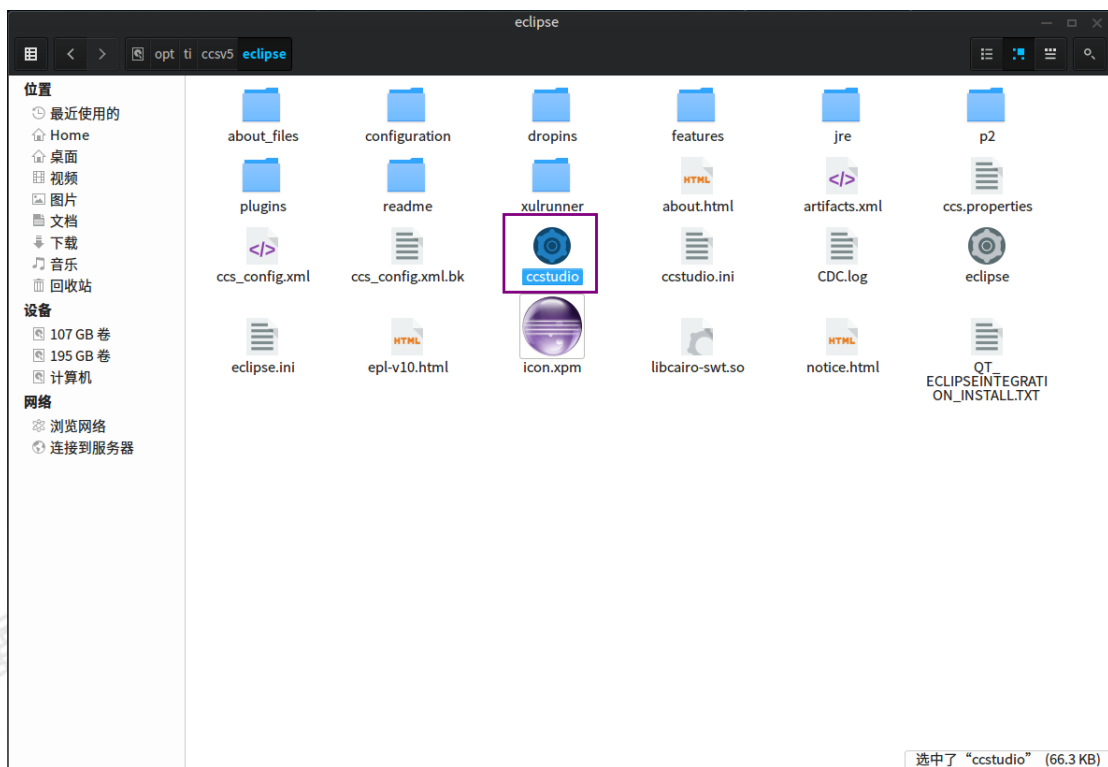 eclipse
opt ti ccsv5 eclipse
位置
最近使用的
Home
桌面
视频
图片
文档
下载
音乐
回收站
设备
107 GB 卷
195 GB 卷
计算机
网络
浏览网络
连接到服务器
about_files configuration dropins features jre p2
HTML </>
plugins readme xulrunner about.html artifacts.xml ccs.properties
</>
ccs_config.xml ccs_config.xml.bk ccstudio ccstudio.ini CDC.log eclipse
HTML HTML
eclipse.ini epl-v10.html icon.xpm libcairo-swt.so notice.html QT_
ECLIPSEINTEGRATI
ON_INSTALL.TXT
选中了“ccstudio” (66.3 KB)